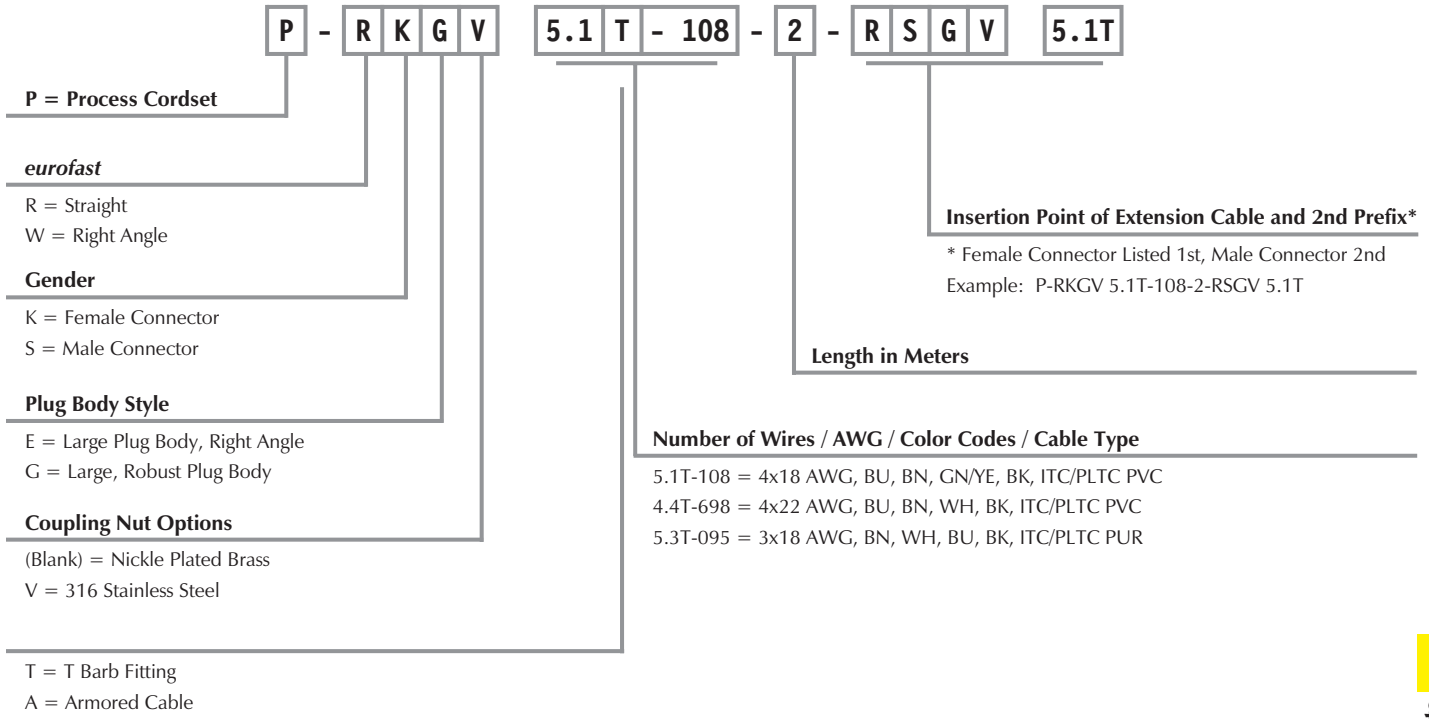 P - R K G V 5.1 T - 108 - 2 - R S G V 5.1T
P = Process Cordset
eurofast
R = Straight
W = Right Angle
Gender
K = Female Connector
S = Male Connector
Plug Body Style
E = Large Plug Body, Right Angle
G = Large, Robust Plug Body
Coupling Nut Options
(Blank) = Nickle Plated Brass
V = 316 Stainless Steel
T = T Barb Fitting
A = Armored Cable
Insertion Point of Extension Cable and 2nd Prefix*
* Female Connector Listed 1st, Male Connector 2nd
Example: P-RKGV 5.1T-108-2-RSGV 5.1T
Length in Meters
Number of Wires / AWG / Color Codes / Cable Type
5.1T-108 = 4x18 AWG, BU, BN, GN/YE, BK, ITC/PLTC PVC
4.4T-698 = 4x22 AWG, BU, BN, WH, BK, ITC/PLTC PVC
5.3T-095 = 3x18 AWG, BN, WH, BU, BK, ITC/PLTC PUR